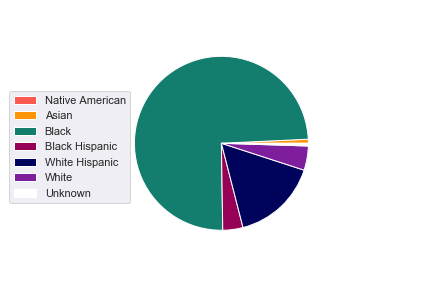 Native American
Asian
Black
Black Hispanic
White Hispanic
White
Unknown